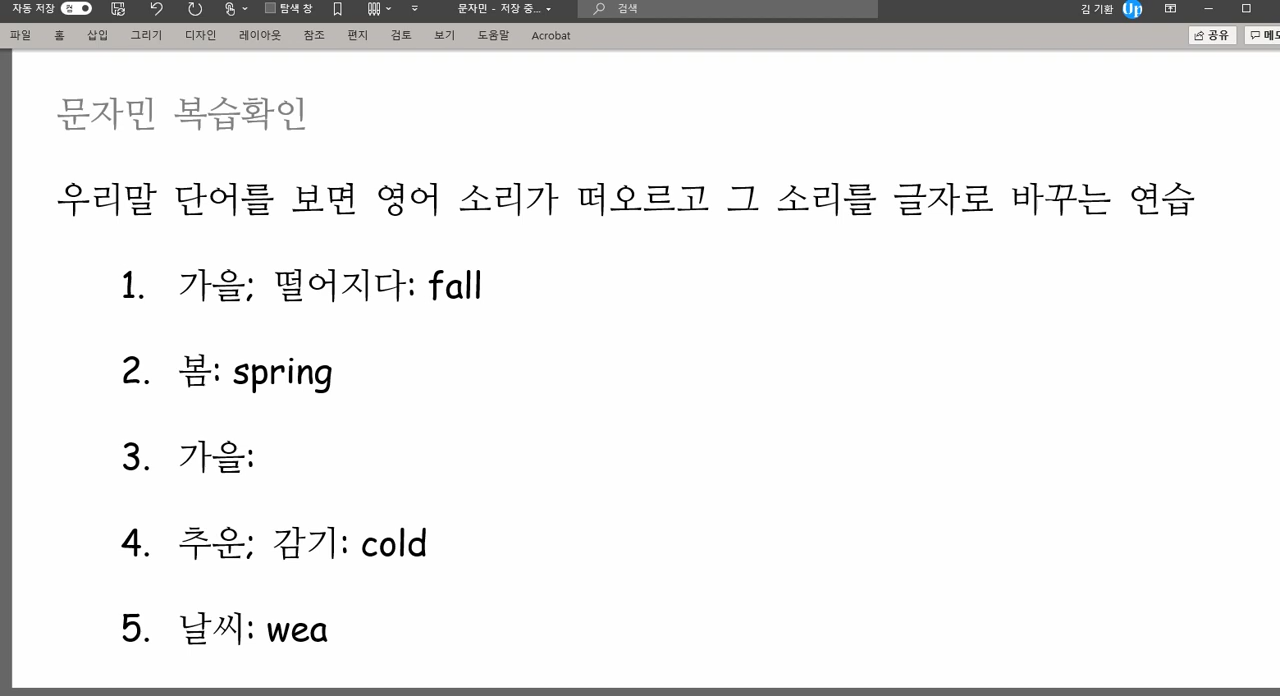 자동 저장 켬 탐색 창 문자민 - 저장 중... 검색 김 기환 Up
파일 홈 삽입 그리기 디자인 레이아웃 참조 편지 검토 보기 도움말 Acrobat 공유 메모
문자민 복습확인
우리말 단어를 보면 영어 소리가 떠오르고 그 소리를 글자로 바꾸는 연습
1. 가을; 떨어지다: fall
2. 봄: spring
3. 가을:
4. 추운; 감기: cold
5. 날씨: wea